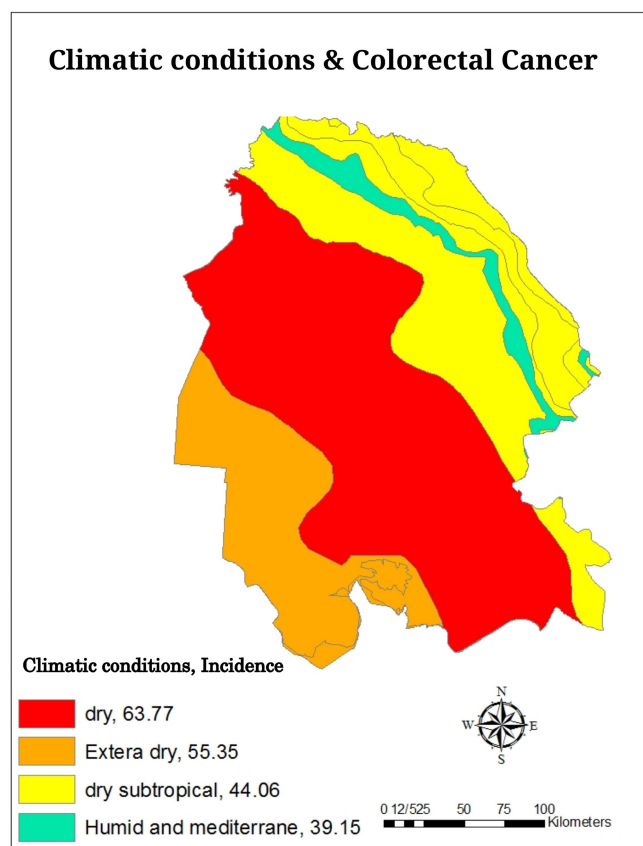 Climatic conditions & Colorectal Cancer
Climatic conditions, Incidence
dry, 63.77
Extera dry, 55.35
dry subtropical, 44.06
Humid and mediterrane, 39.15
N
W E
S
0 12/525 50 75 100
Kilometers